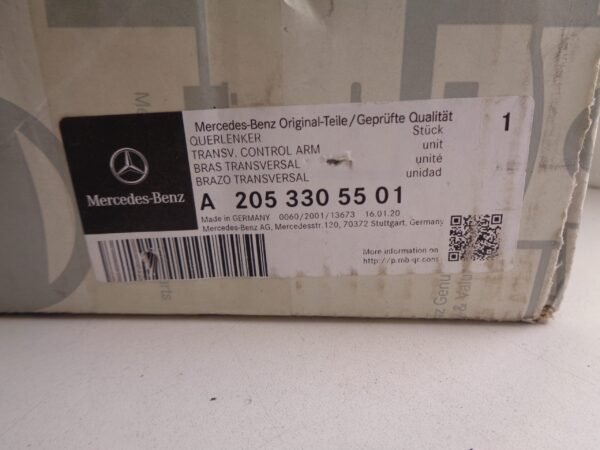 Mercedes-Benz Original-Teile/Geprüfte Qualität
QUERLENKER Stück 1
TRANSV. CONTROL ARM unit
BRAS TRANSVERSAL unité
BRAZO TRANSVERSAL unidad
Mercedes-Benz
A 205 330 55 01
Made in GERMANY 0060/2001/13673 16.01.20
Mercedes-Benz AG, Mercedesstr.120, 70372 Stuttgart, Germany
More information on
http://p.mb-qr.com